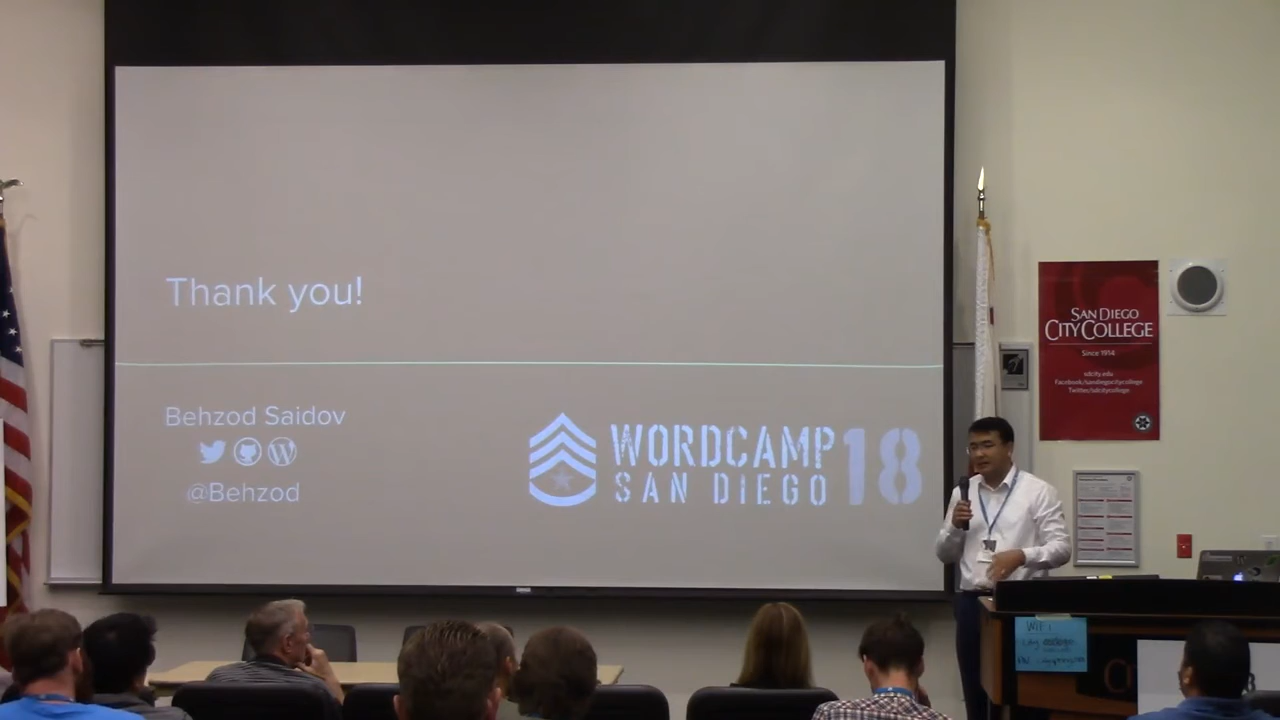 Thank you!
Behzod Saidov
@Behzod
WORDCAMP
SAN DIEGO
18
SAN DIEGO
CITY COLLEGE
Since 1914
sdcity.edu
Facebook/sandiegocitycollege
Twitter/sdcitycollege
WiFi